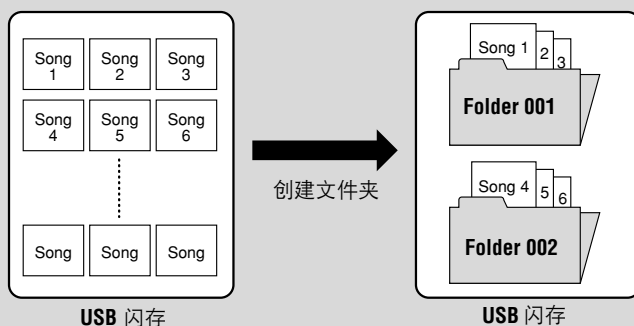 Song
1
Song
2
Song
3
Song
4
Song
5
Song
6
Song
Song
Song
USB 闪存
创建文件夹
Song 1
2
3
Folder 001
Song 4
5
6
Folder 002
USB 闪存